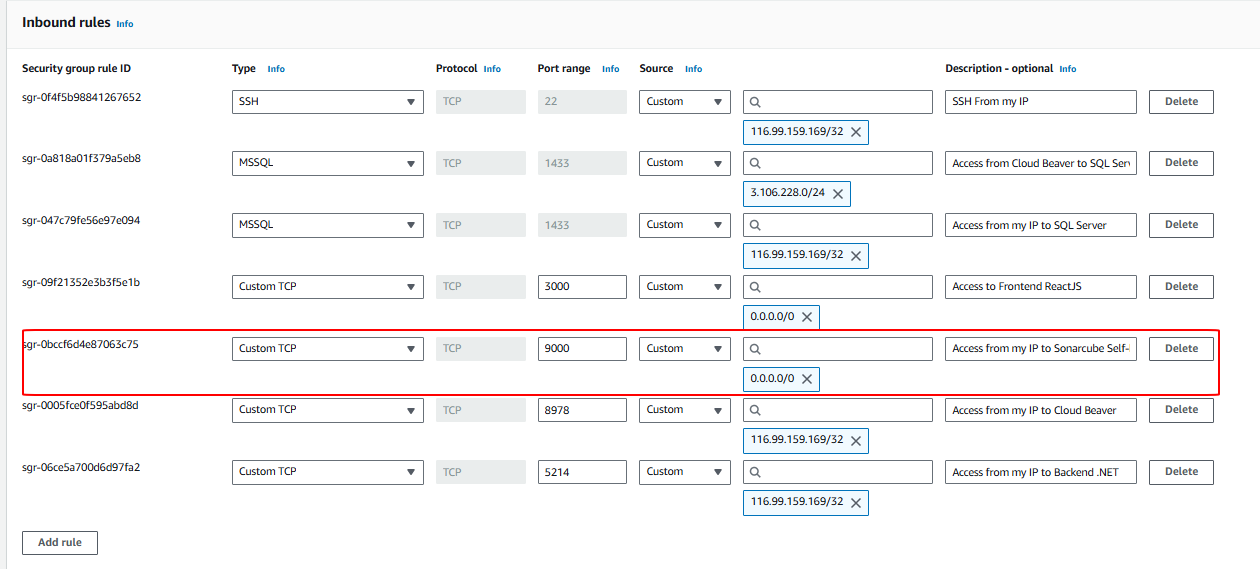 Inbound rules Info
Security group rule ID Type Info Protocol Info Port range Info Source Info Description - optional Info
sgr-0f4f5b98841267652 SSH TCP 22 Custom SSH From my IP Delete
116.99.159.169/32
sgr-0a818a01f379a5eb8 MSSQL TCP 1433 Custom Access from Cloud Beaver to SQL Serv Delete
3.106.228.0/24
sgr-047c79fe56e97e094 MSSQL TCP 1433 Custom Access from my IP to SQL Server Delete
116.99.159.169/32
sgr-09f21352e3b3f5e1b Custom TCP TCP 3000 Custom Access to Frontend ReactJS Delete
0.0.0.0/0
sgr-0bccf6d4e87063c75 Custom TCP TCP 9000 Custom Access from my IP to Sonarcube Self- Delete
0.0.0.0/0
sgr-0005fce0f595abd8d Custom TCP TCP 8978 Custom Access from my IP to Cloud Beaver Delete
116.99.159.169/32
sgr-06ce5a700d6d97fa2 Custom TCP TCP 5214 Custom Access from my IP to Backend .NET Delete
116.99.159.169/32
Add rule